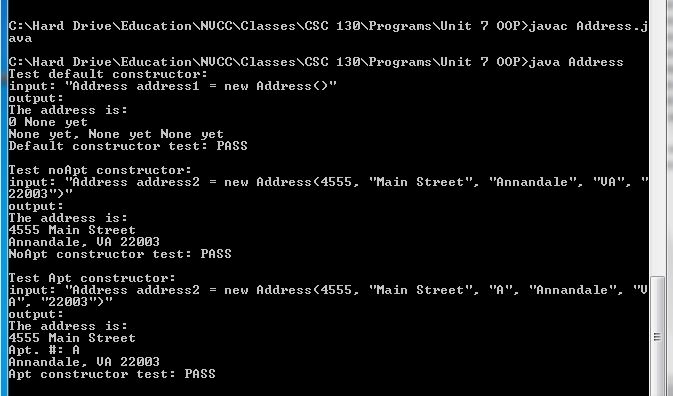 C:\Hard Drive\Education\NVCC\Classes\CSC 130\Programs\Unit 7 OOP>javac Address.j
ava
C:\Hard Drive\Education\NVCC\Classes\CSC 130\Programs\Unit 7 OOP>java Address
Test default constructor:
input: "Address address1 = new Address()"
output:
The address is:
0 None yet
None yet, None yet None yet
Default constructor test: PASS
Test noApt constructor:
input: "Address address2 = new Address(4555, "Main Street", "Annandale", "VA", "
22003")"
output:
The address is:
4555 Main Street
Annandale, VA 22003
NoApt constructor test: PASS
Test Apt constructor:
input: "Address address2 = new Address(4555, "Main Street", "A", "Annandale", "V
A", "22003")"
output:
The address is:
4555 Main Street
Apt. #: A
Annandale, VA 22003
Apt constructor test: PASS